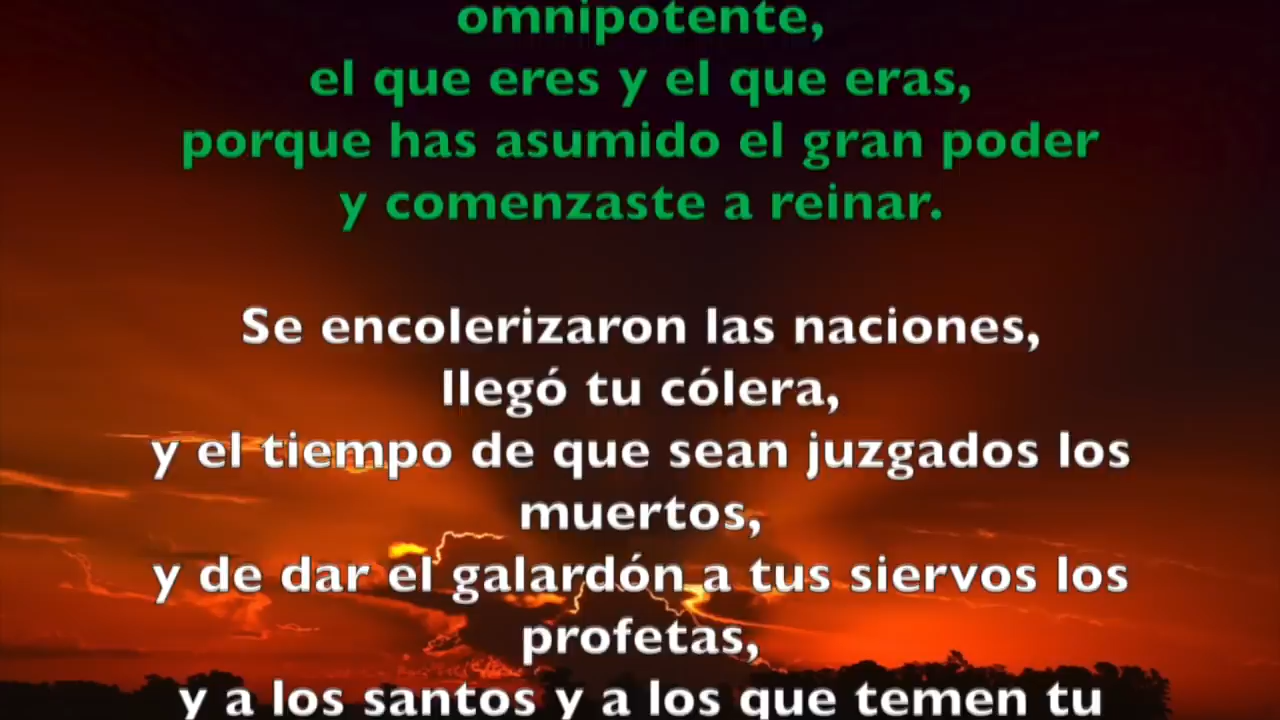 omnipotente,
el que eres y el que eras,
porque has asumido el gran poder
y comenzaste a reinar.
Se encolerizaron las naciones,
llegó tu cólera,
y el tiempo de que sean juzgados los
muertos,
y de dar el galardón a tus siervos los
profetas,
y a los santos y a los que temen tu